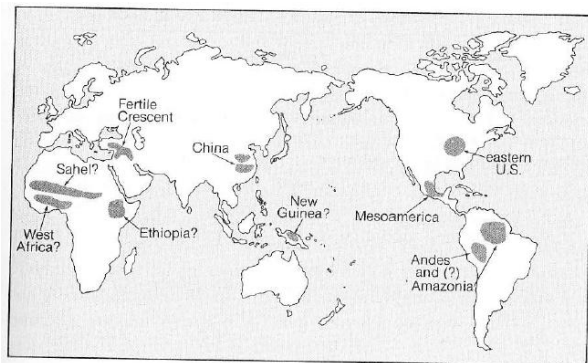 Fertile
Crescent
China
Sahel?
West
Africa?
Ethiopia?
New
Guinea?
eastern
U.S.
Mesoamerica
Andes
and (?)
Amazonia